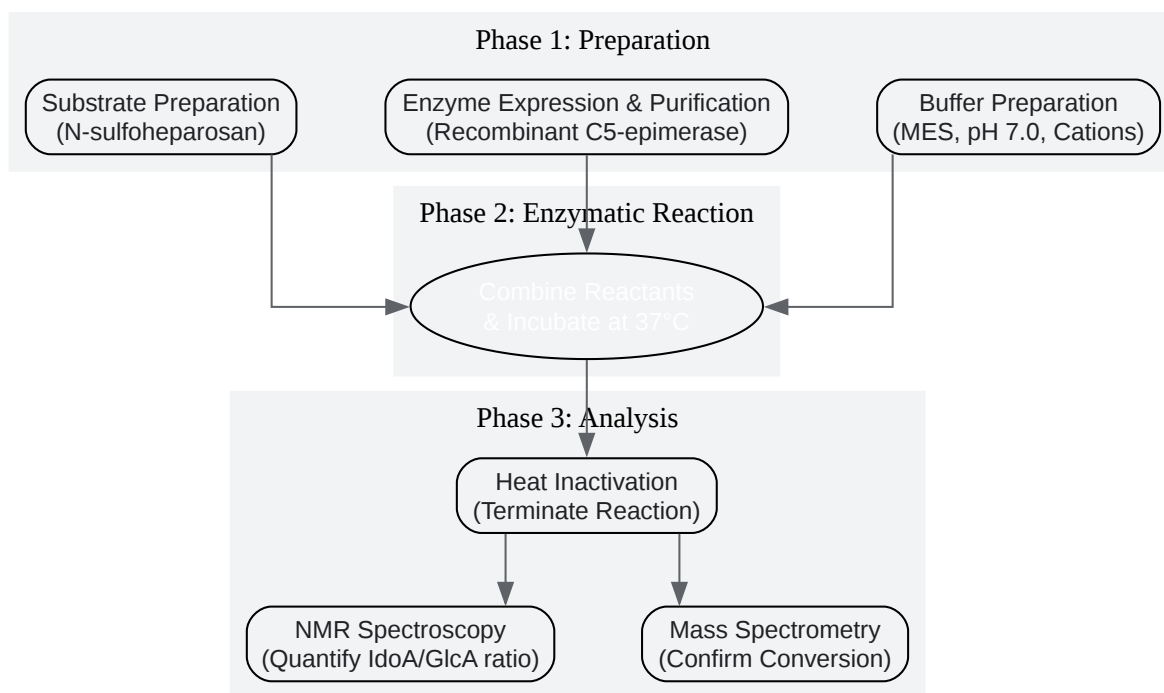 Phase 1: Preparation
Substrate Preparation
(N-sulfoheparosan)
Enzyme Expression & Purification
(Recombinant C5-epimerase)
Buffer Preparation
(MES, pH 7.0, Cations)
Phase 2: Enzymatic Reaction
Combine Reactants
& Incubate at 37°C
Phase 3: Analysis
Heat Inactivation
(Terminate Reaction)
NMR Spectroscopy
(Quantify IdoA/GlcA ratio)
Mass Spectrometry
(Confirm Conversion)